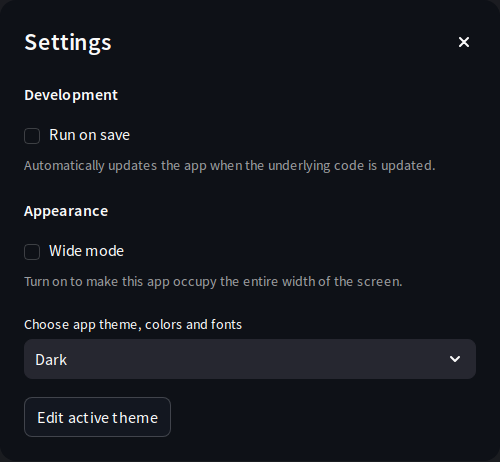 Settings
Development
Run on save
Automatically updates the app when the underlying code is updated.
Appearance
Wide mode
Turn on to make this app occupy the entire width of the screen.
Choose app theme, colors and fonts
Dark
Edit active theme